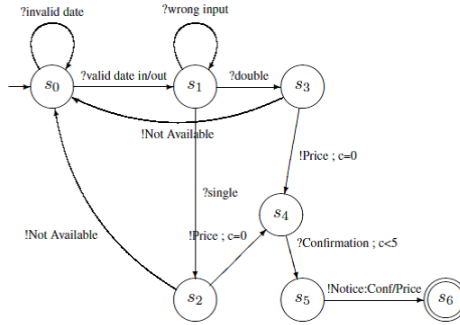 ?invalid date
?wrong input
s0
?valid date in/out
s1
?double
s3
!Not Available
!Price ; c=0
?single
s4
!Not Available
!Price ; c=0
?Confirmation ; c<5
s2
s5
!Notice:Conf/Price
s6